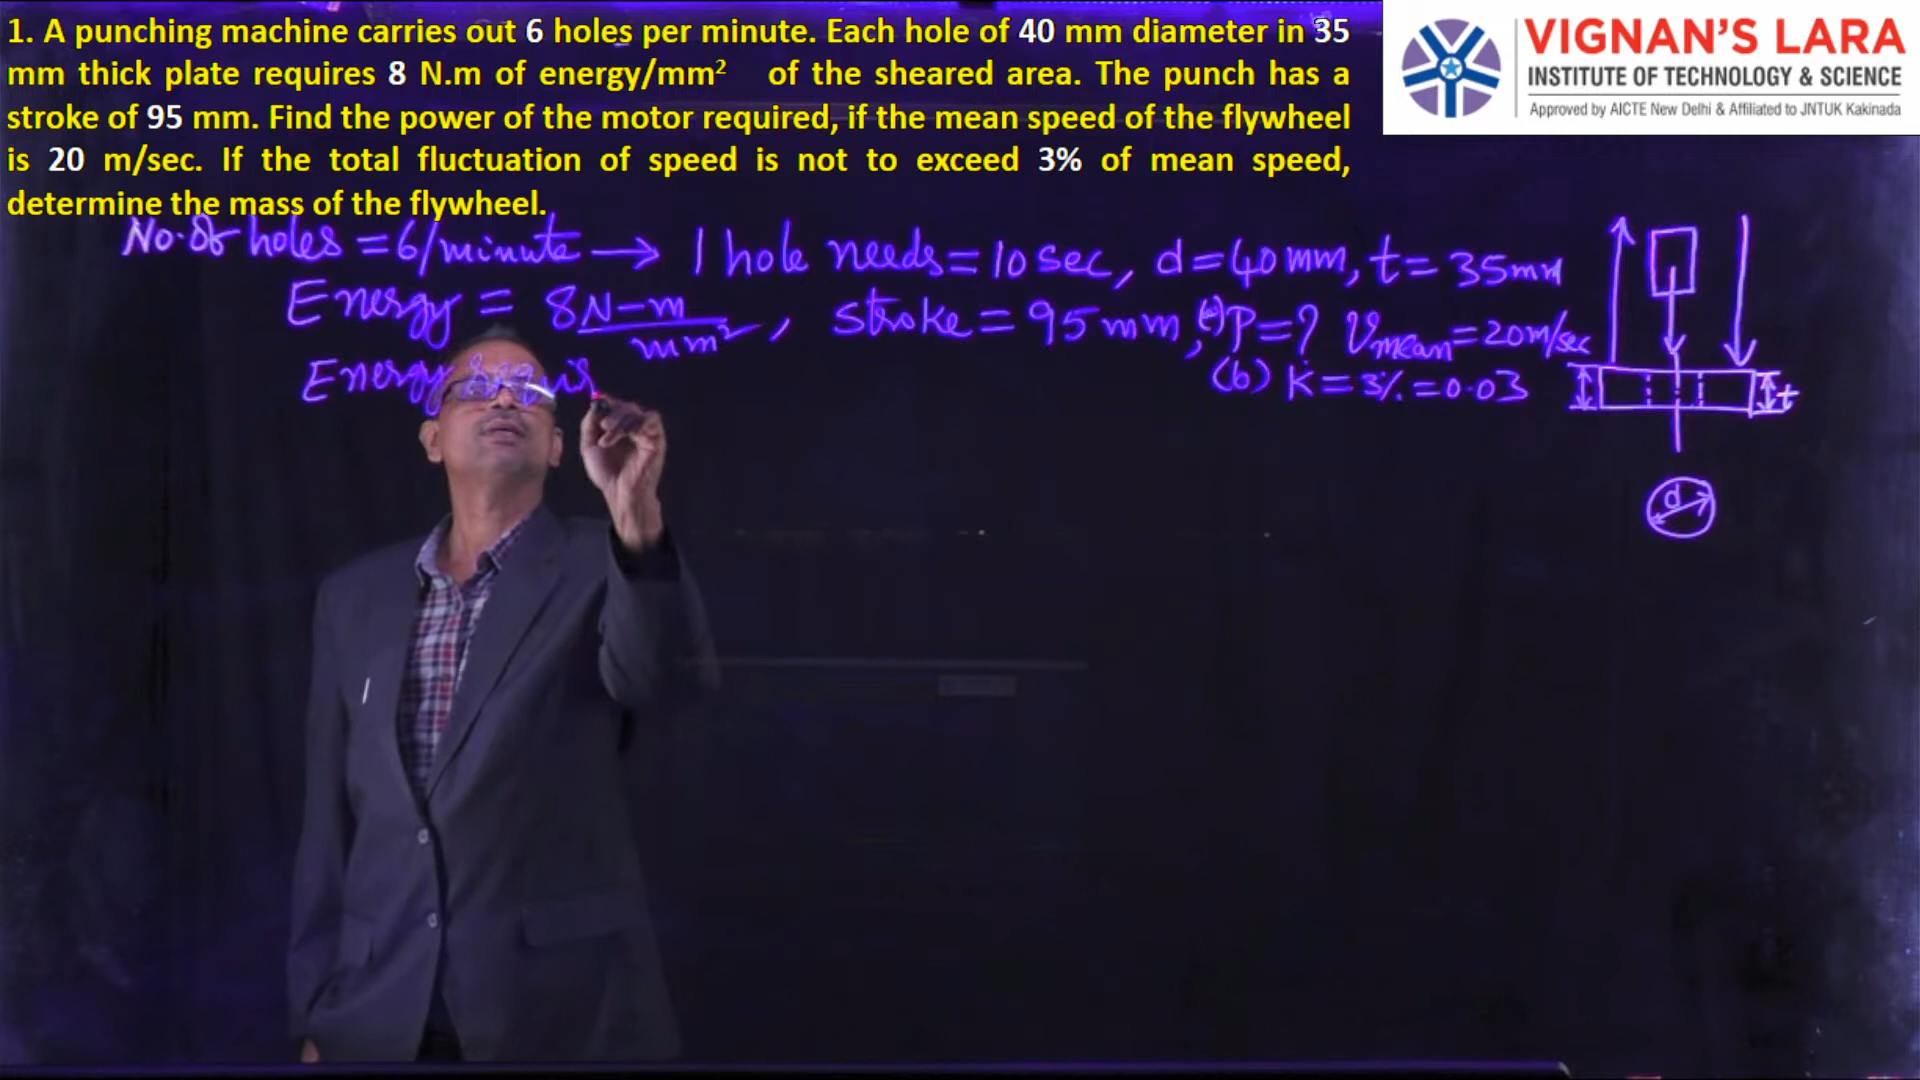 1. A punching machine carries out 6 holes per minute. Each hole of 40 mm diameter in 35
mm thick plate requires 8 N.m of energy/mm² of the sheared area. The punch has a
stroke of 95 mm. Find the power of the motor required, if the mean speed of the flywheel
is 20 m/sec. If the total fluctuation of speed is not to exceed 3% of mean speed,
determine the mass of the flywheel.
VIGNAN'S LARA
INSTITUTE OF TECHNOLOGY & SCIENCE
Approved by AICTE New Delhi & Affiliated to JNTUK Kakinada
No. of holes = 6/minute → 1 hole needs = 10 sec, d = 40 mm, t = 35mm
Energy = 8 N-m/mm², stroke = 95 mm, (a) P = ? Vmean = 20m/sec
Energy requir
(b) K = 3% = 0.03
t
d